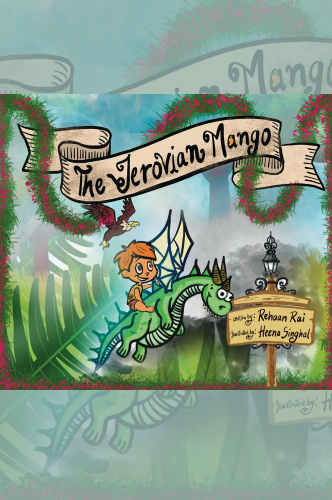 The Jerovian Mango
written by: Rehaan Rai
Illustrated by: Heena Singhal